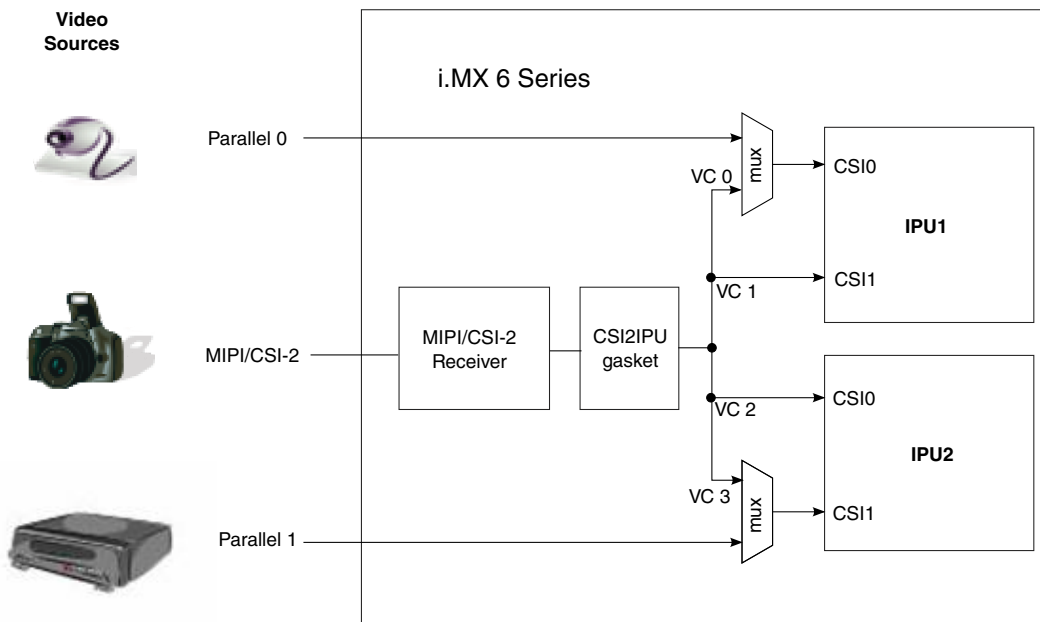 Video
Sources
i.MX 6 Series
Parallel 0
mux
VC 0
CSI0
IPU1
VC 1
CSI1
MIPI/CSI-2
MIPI/CSI-2
Receiver
CSI2IPU
gasket
VC 2
CSI0
IPU2
VC 3
mux
CSI1
Parallel 1